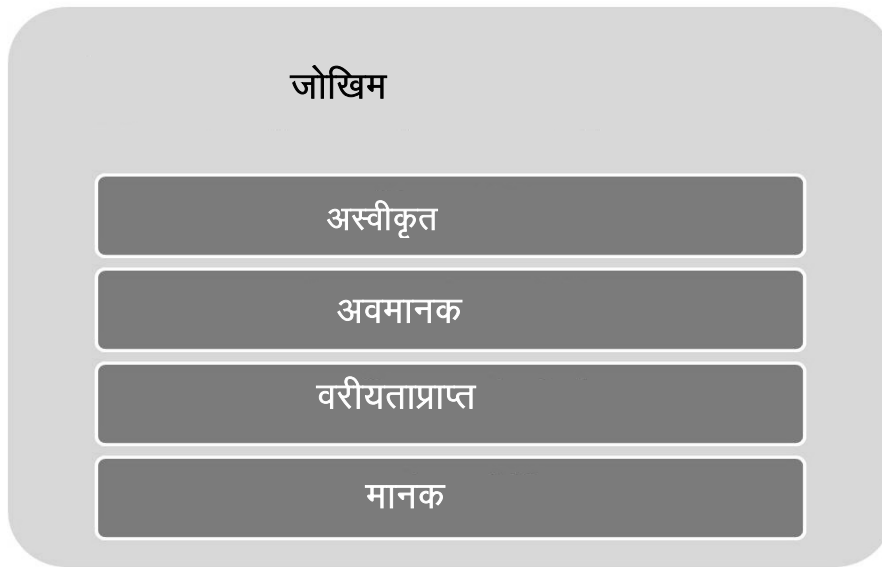 जोखिम
अस्वीकृत
अवमानक
वरीयताप्राप्त
मानक